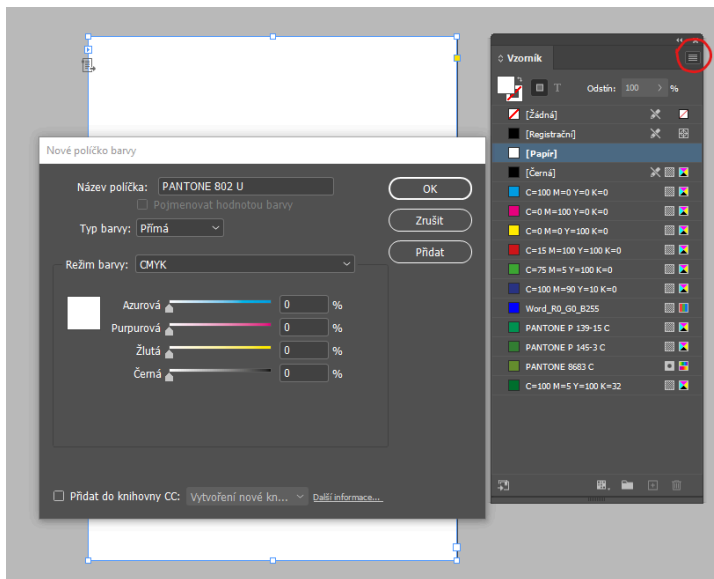 Vzorník
T Odstín: 100 %
[Žádná]
[Registrační]
[Papír]
[Černá]
C=100 M=0 Y=0 K=0
C=0 M=100 Y=0 K=0
C=0 M=0 Y=100 K=0
C=15 M=100 Y=100 K=0
C=75 M=5 Y=100 K=0
C=100 M=90 Y=10 K=0
Word_R0_G0_B255
PANTONE P 139-15 C
PANTONE P 145-3 C
PANTONE 8683 C
C=100 M=5 Y=100 K=32
Nové políčko barvy
Název políčka: PANTONE 802 U
Pojmenovat hodnotou barvy
Typ barvy: Přímá
OK
Zrušit
Přidat
Režim barvy: CMYK
Azurová 0 %
Purpurová 0 %
Žlutá 0 %
Černá 0 %
Přidat do knihovny CC: Vytvoření nové kn... Další informace...